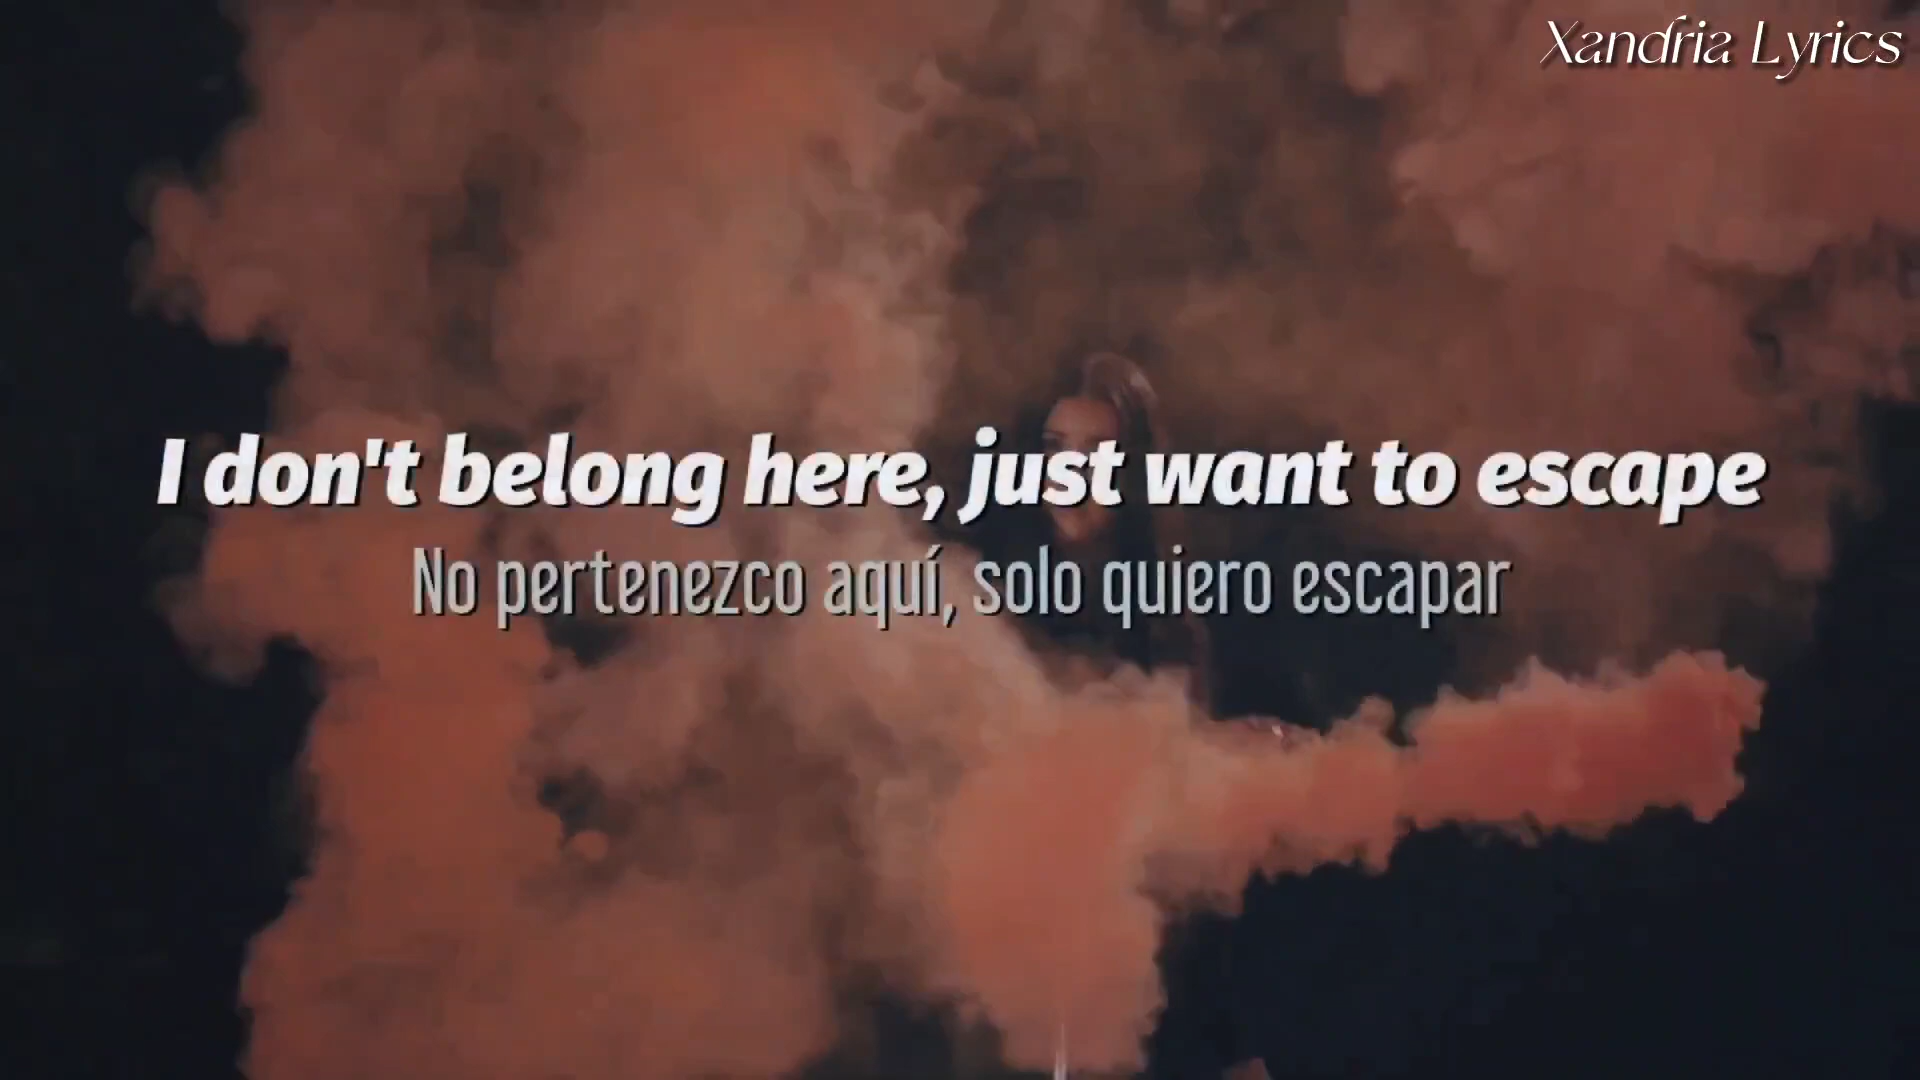 Xandria Lyrics
I don't belong here, just want to escape
No pertenezco aquí, solo quiero escapar